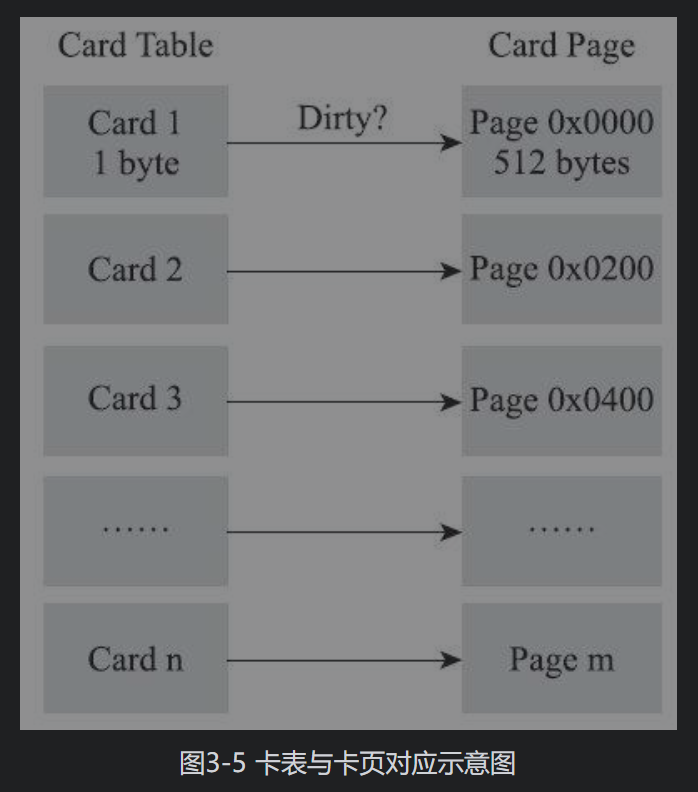 Card Table
Card Page
Card 1
1 byte
Dirty?
Page 0x0000
512 bytes
Card 2
Page 0x0200
Card 3
Page 0x0400
……
……
Card n
Page m
图3-5 卡表与卡页对应示意图